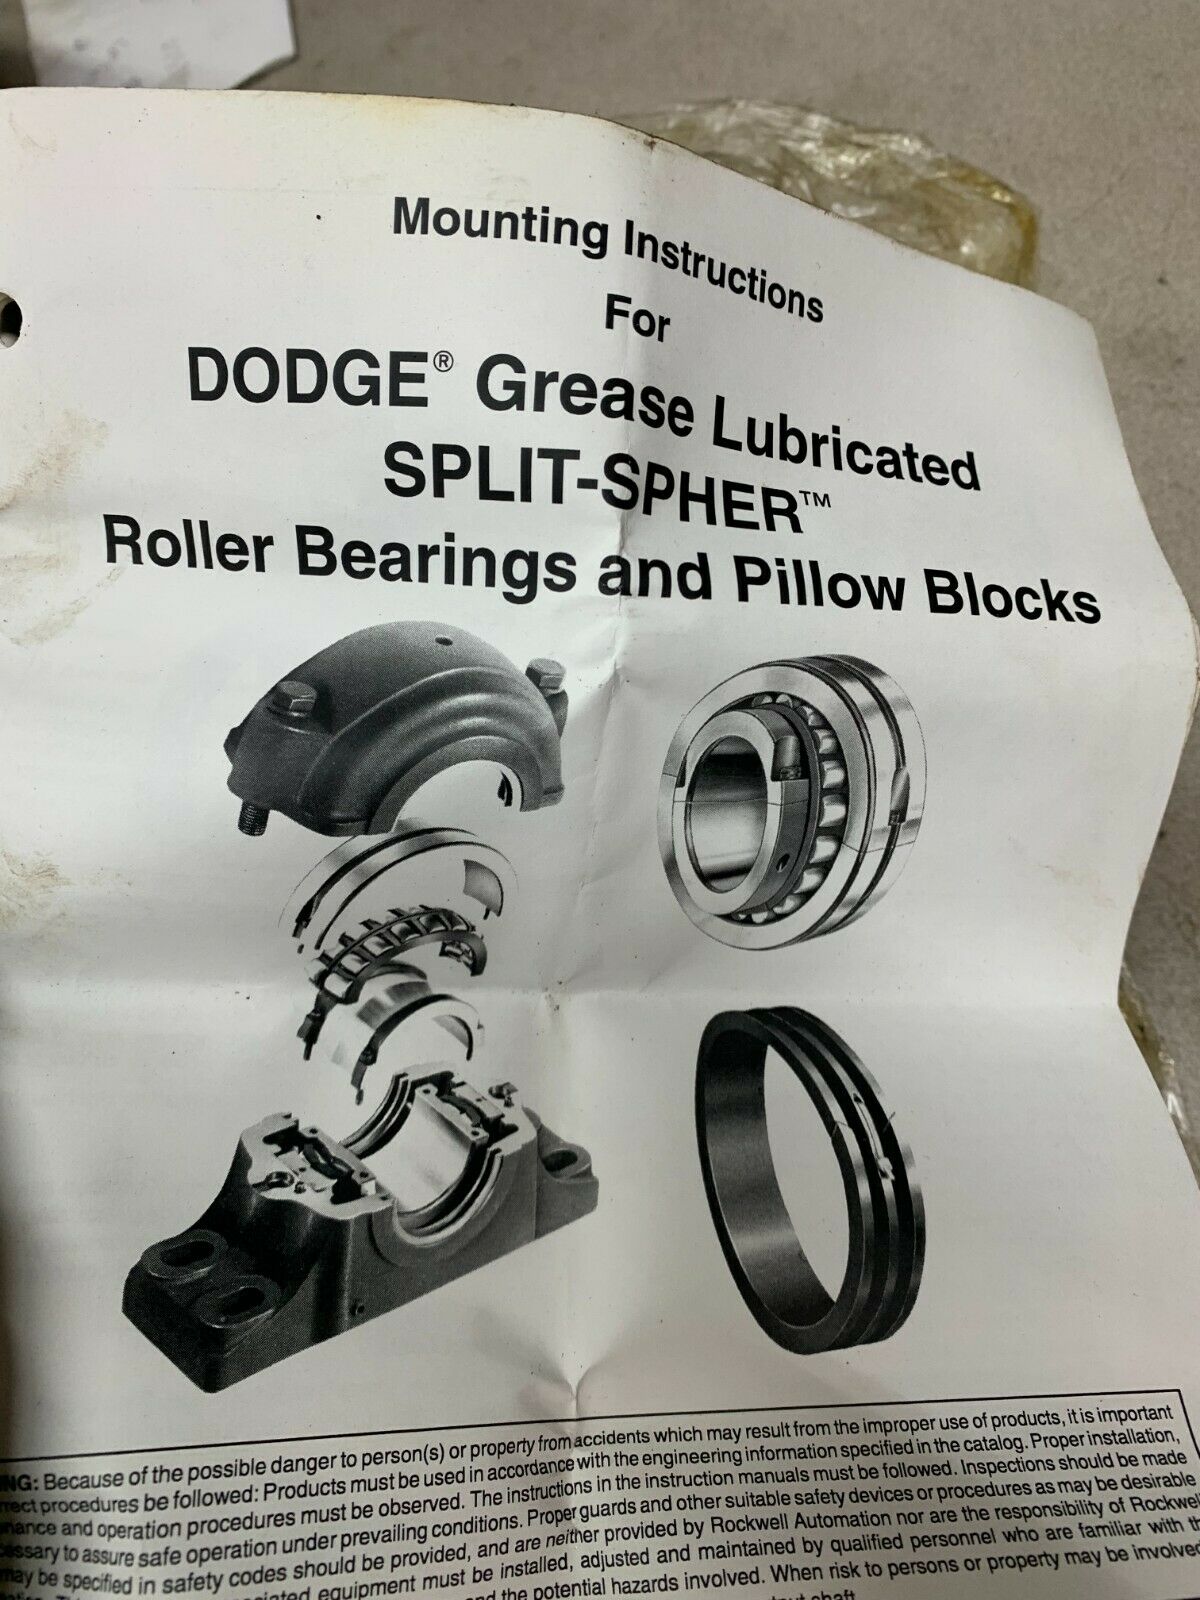 Mounting Instructions
For
DODGE® Grease Lubricated
SPLIT-SPHER™
Roller Bearings and Pillow Blocks
NG: Because of the possible danger to person(s) or property from accidents which may result from the improper use of products, it is important
rrect procedures be followed: Products must be used in accordance with the engineering information specified in the catalog. Proper installation,
nance and operation procedures must be observed. The instructions in the instruction manuals must be followed. Inspections should be made
cessary to assure safe operation under prevailing conditions. Proper guards and other suitable safety devices or procedures as may be desirable
may be specified in safety codes should be provided, and are neither provided by Rockwell Automation nor are the responsibility of Rockwell
equipment must be installed, adjusted and maintained by qualified personnel who are familiar with th
nd the potential hazards involved. When risk to persons or property may be involved
shaft